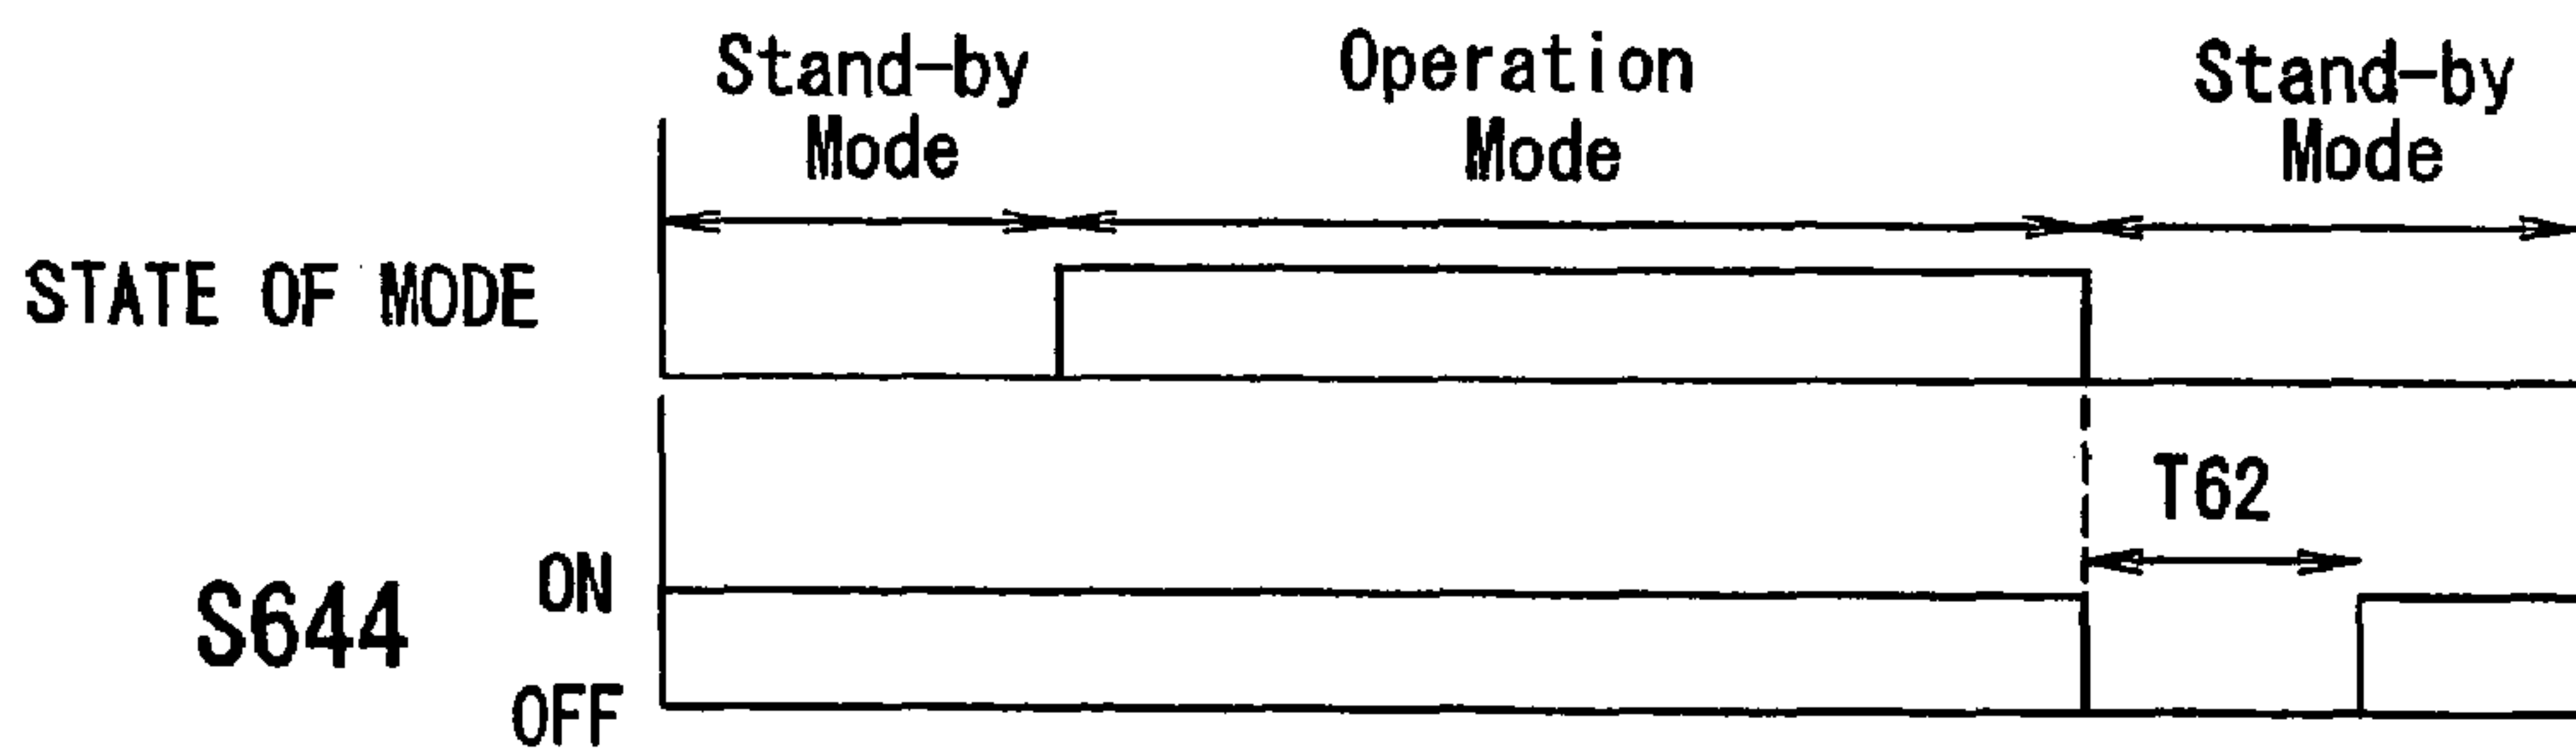 Stand-by
Mode
Operation
Mode
Stand-by
Mode
STATE OF MODE
T62
S644
ON
OFF